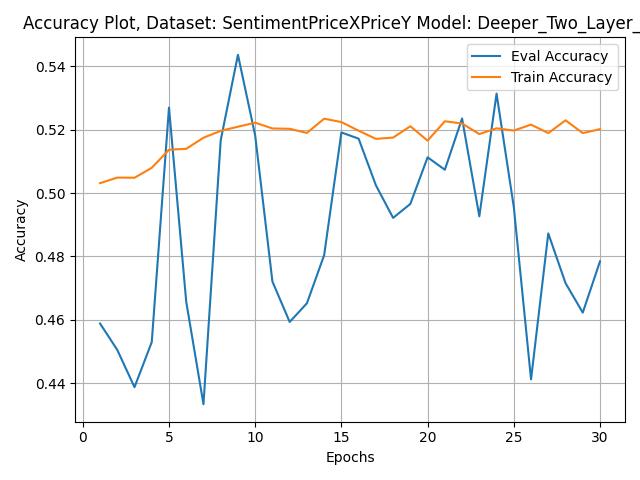 Accuracy Plot, Dataset: SentimentPriceXPriceY Model: Deeper_Two_Layer_
Eval Accuracy
Train Accuracy
0.54
0.52
0.50
0.48
0.46
0.44
Accuracy
0 5 10 15 20 25 30
Epochs